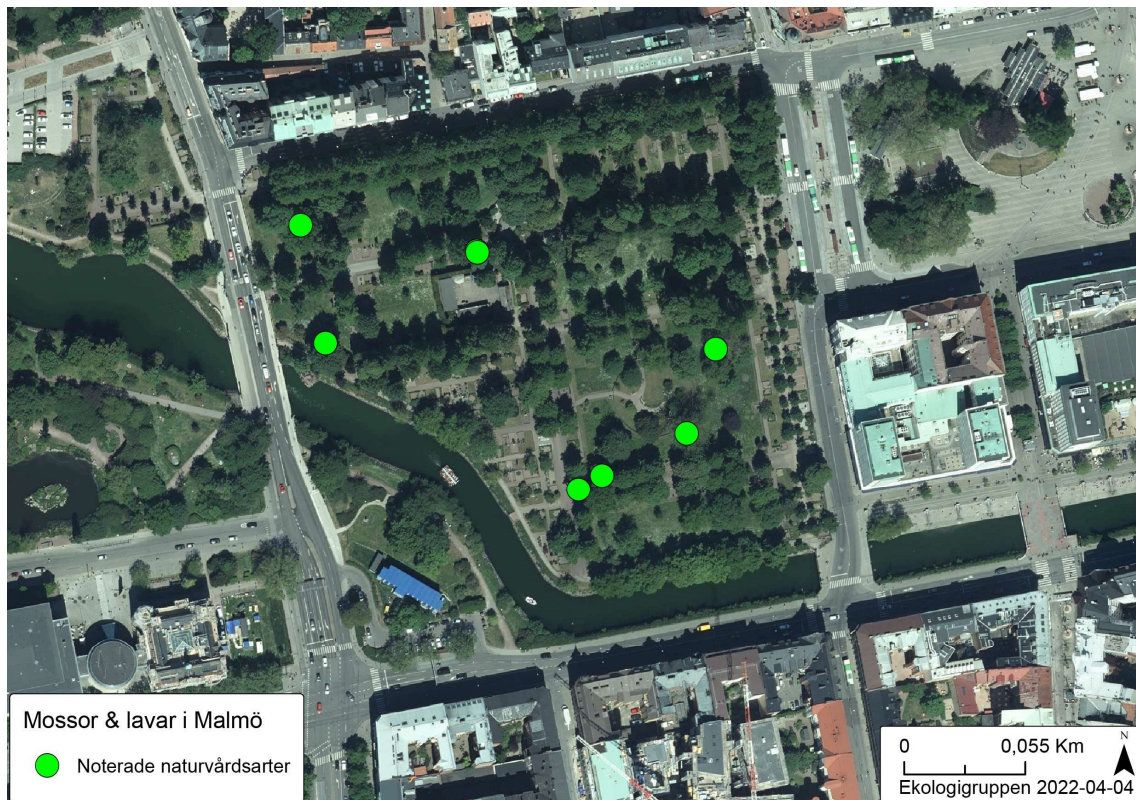 Mossor & lavar i Malmö
Noterade naturvårdsarter
0 0,055 Km
N
Ekologigruppen 2022-04-04